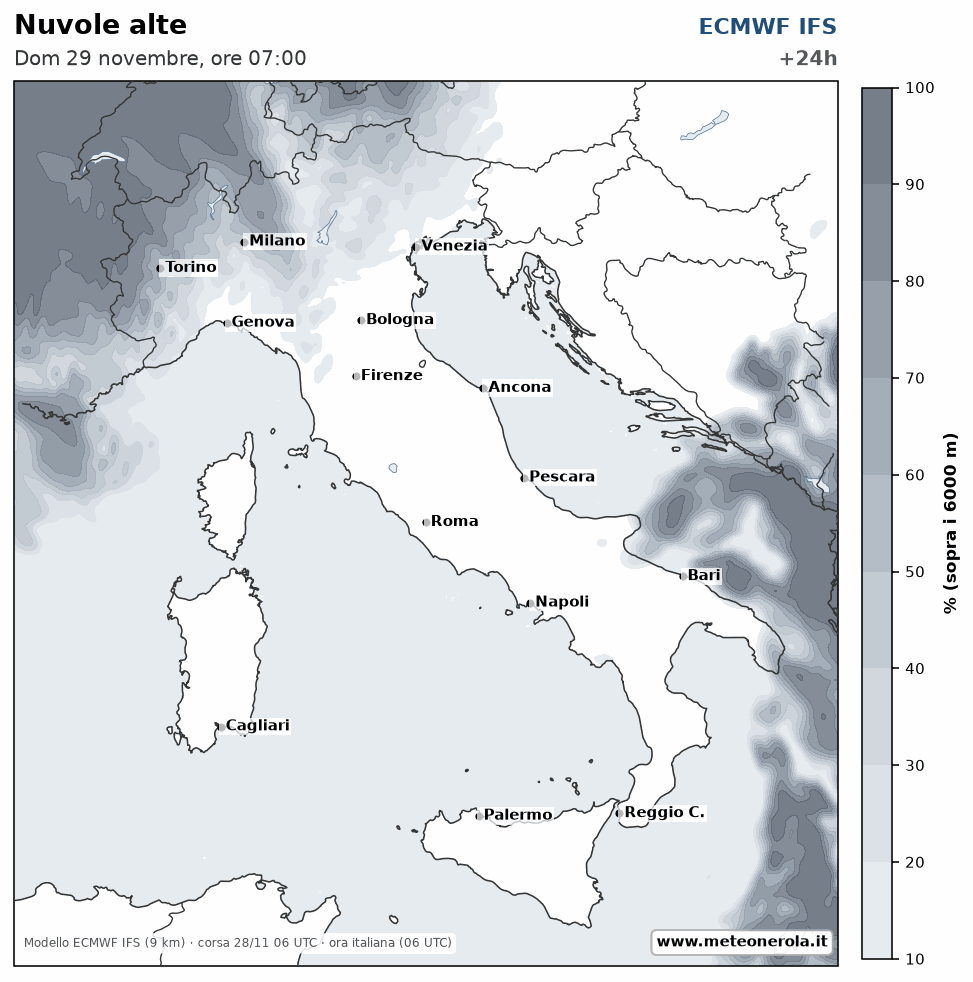 Nuvole alte
ECMWF IFS
Dom 29 novembre, ore 07:00
+24h
100
90
80
70
60
50
40
30
20
10
% (sopra i 6000 m)
Milano
Venezia
Torino
Genova
Bologna
Firenze
Ancona
Pescara
Roma
Bari
Napoli
Cagliari
Palermo
Reggio C.
Modello ECMWF IFS (9 km) · corsa 28/11 06 UTC · ora italiana (06 UTC)
www.meteonerola.it